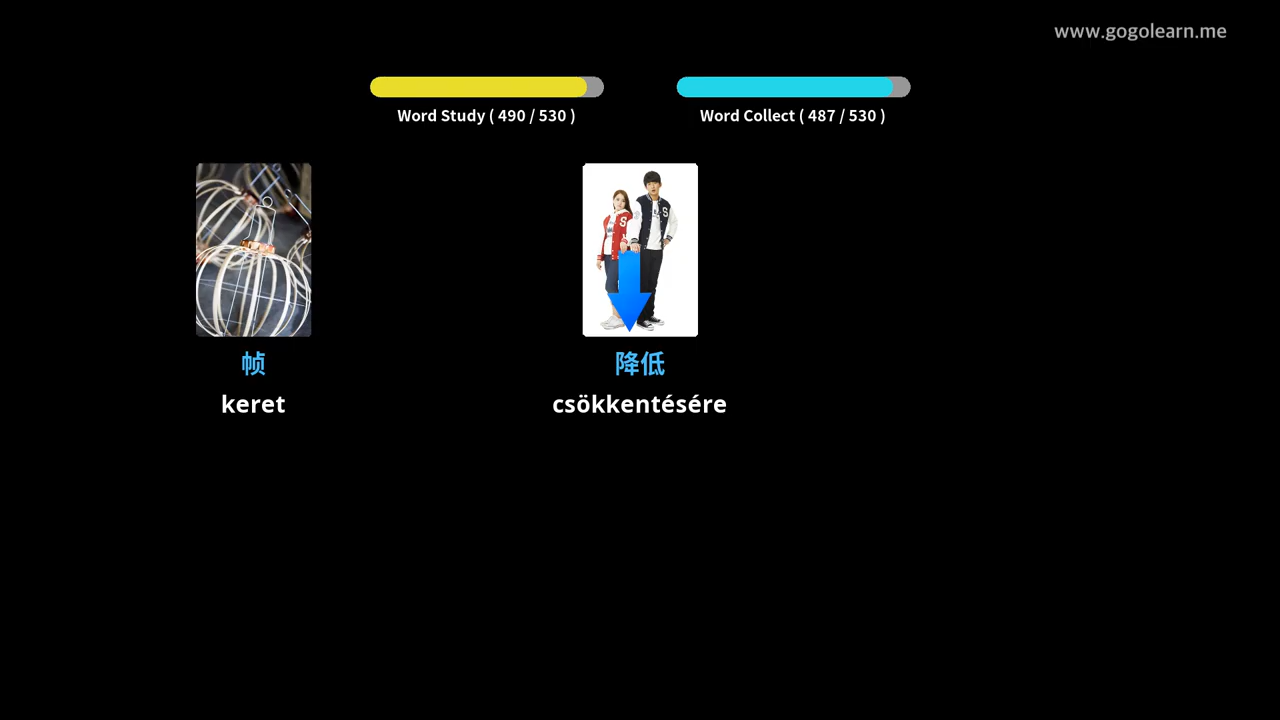 www.gogolearn.me
Word Study ( 490 / 530 )
Word Collect ( 487 / 530 )
帧
keret
降低
csökkentésére